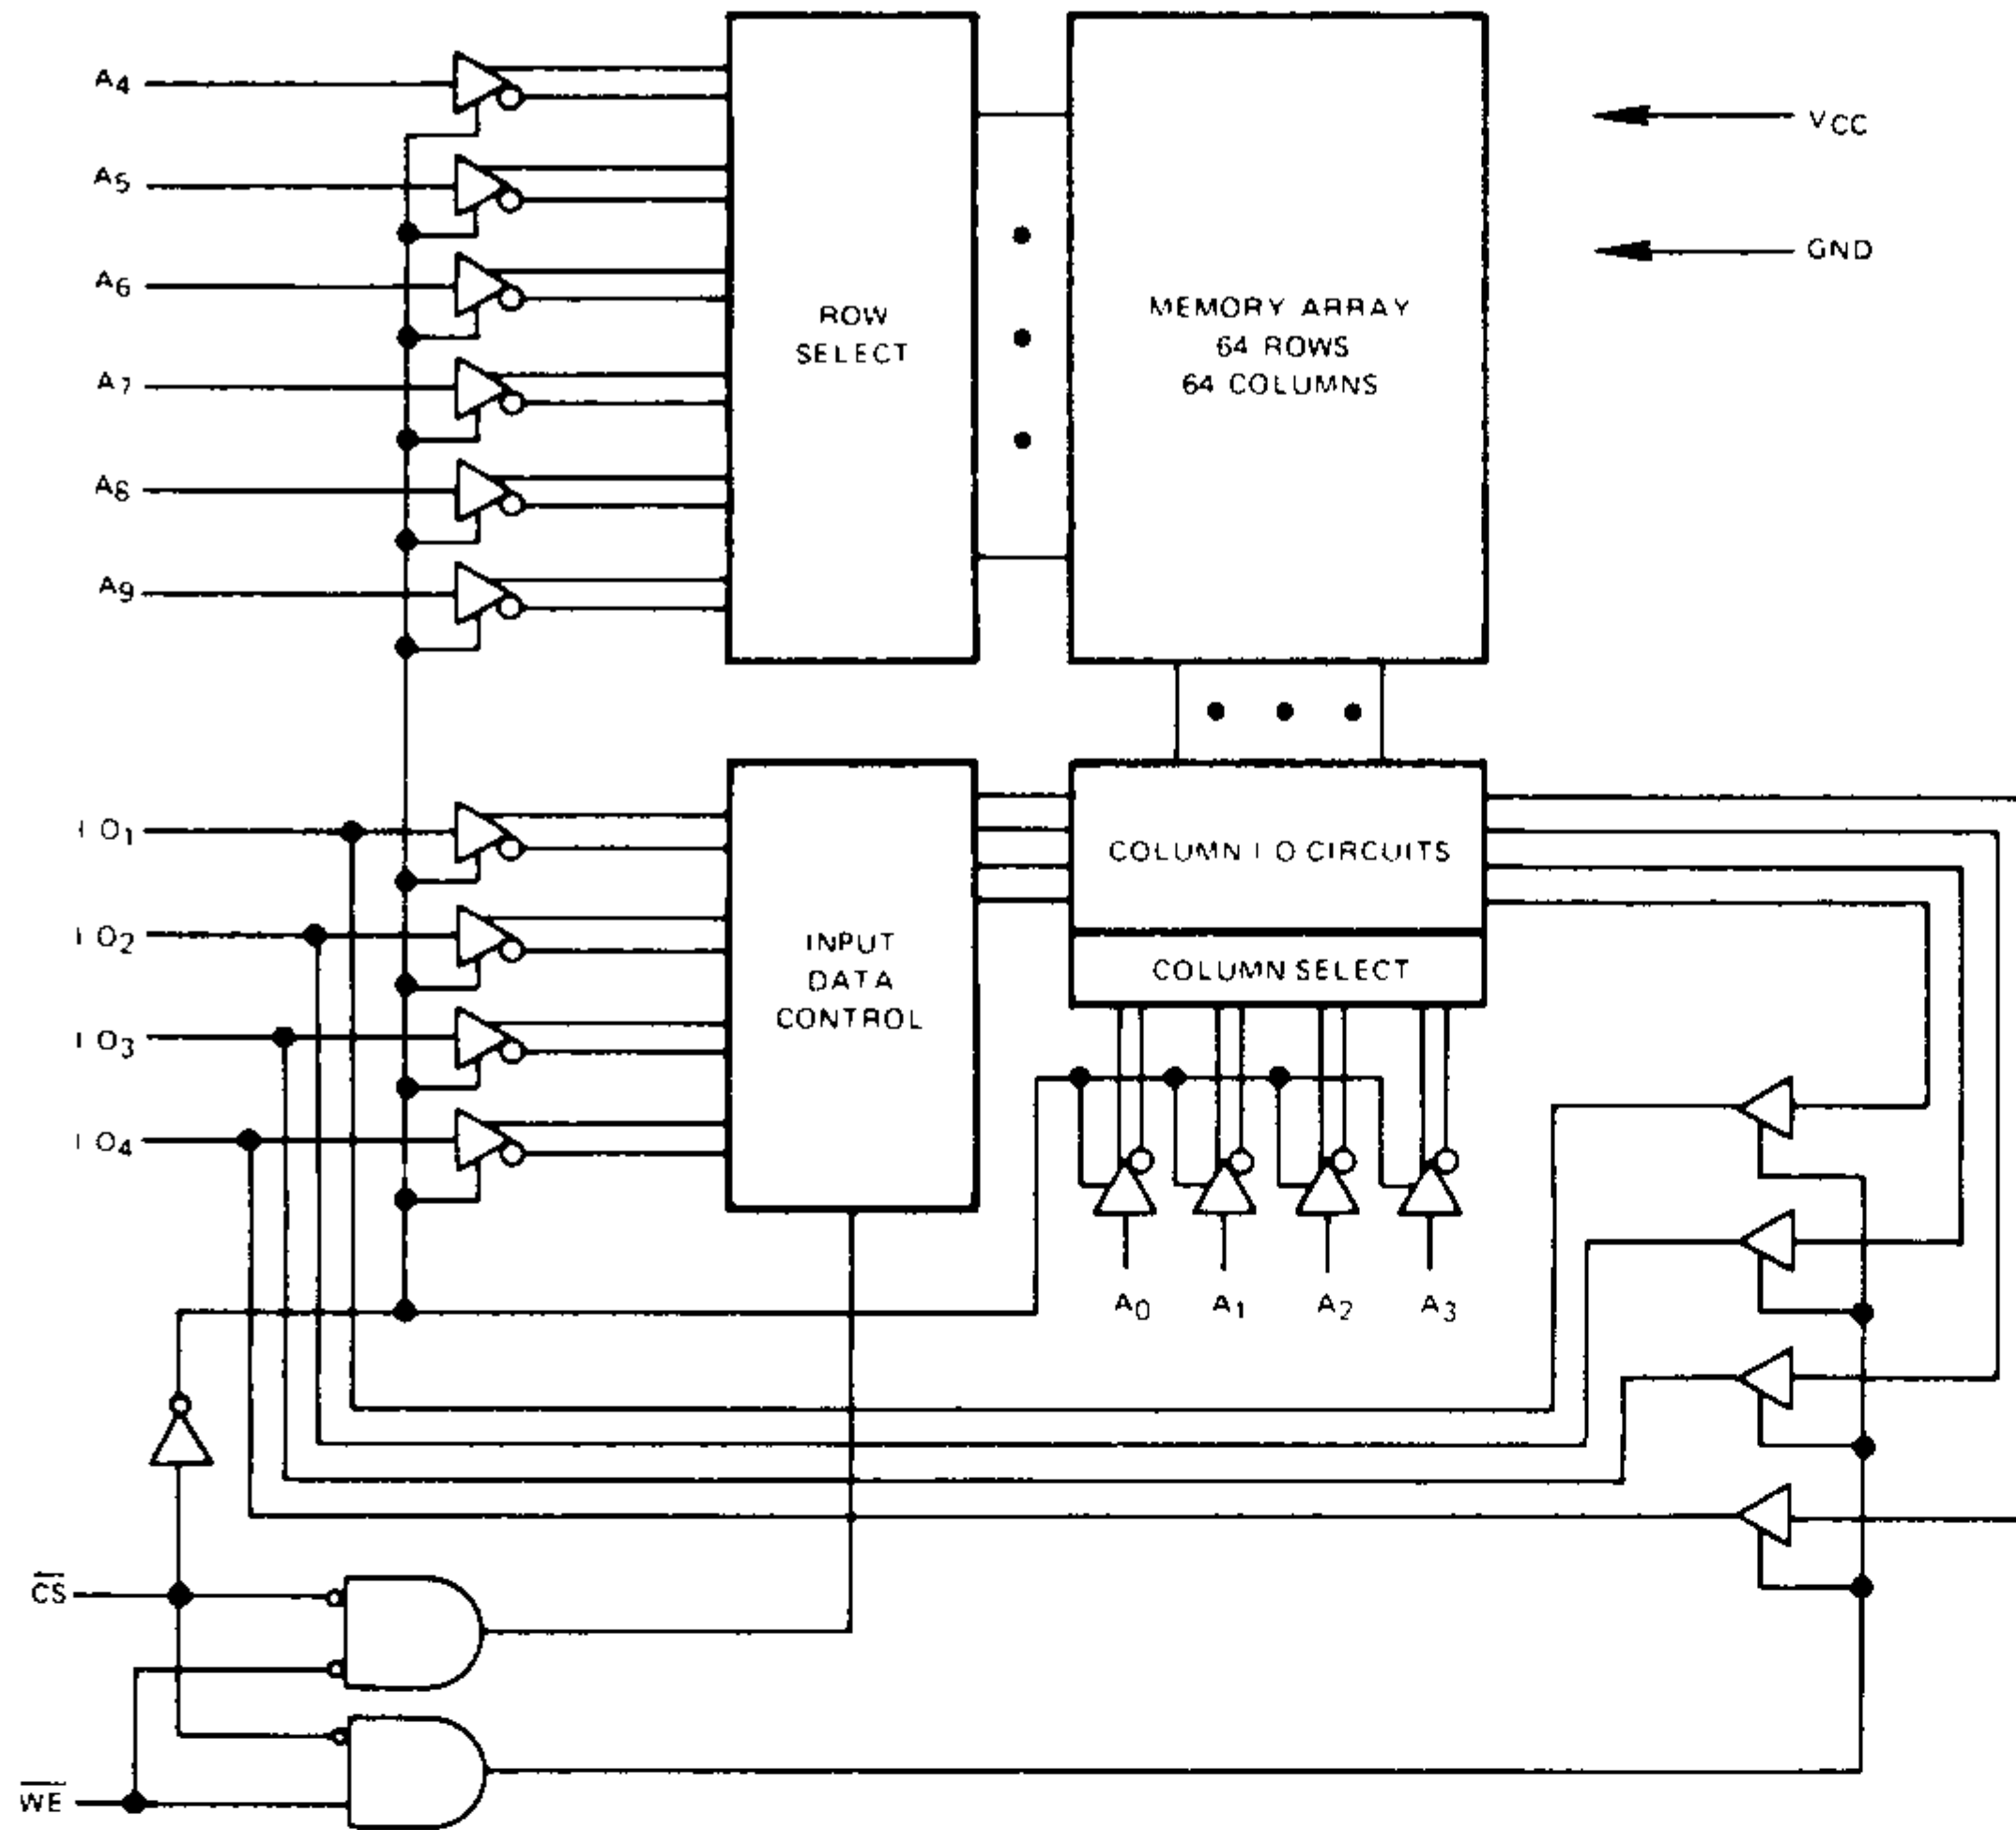 A4
A5
A6
A7
A8
A9
ROW
SELECT
MEMORY ARRAY
64 ROWS
64 COLUMNS
VCC
GND
I O1
I O2
I O3
I O4
INPUT
DATA
CONTROL
COLUMN I O CIRCUITS
COLUMN SELECT
A0
A1
A2
A3
CS
WE